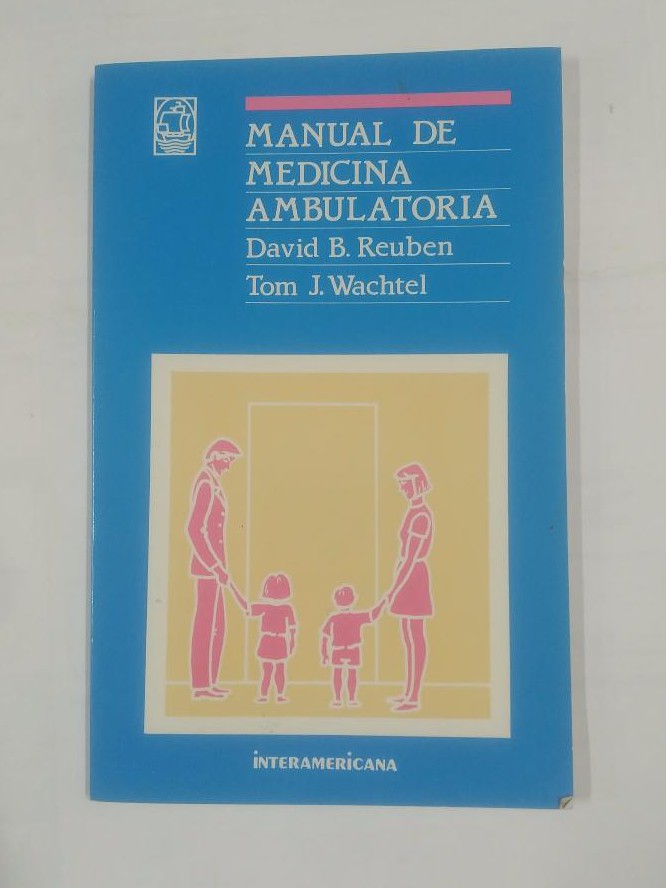 MANUAL DE
MEDICINA
AMBULATORIA
David B. Reuben
Tom J. Wachtel
iNTERAMERiCANA